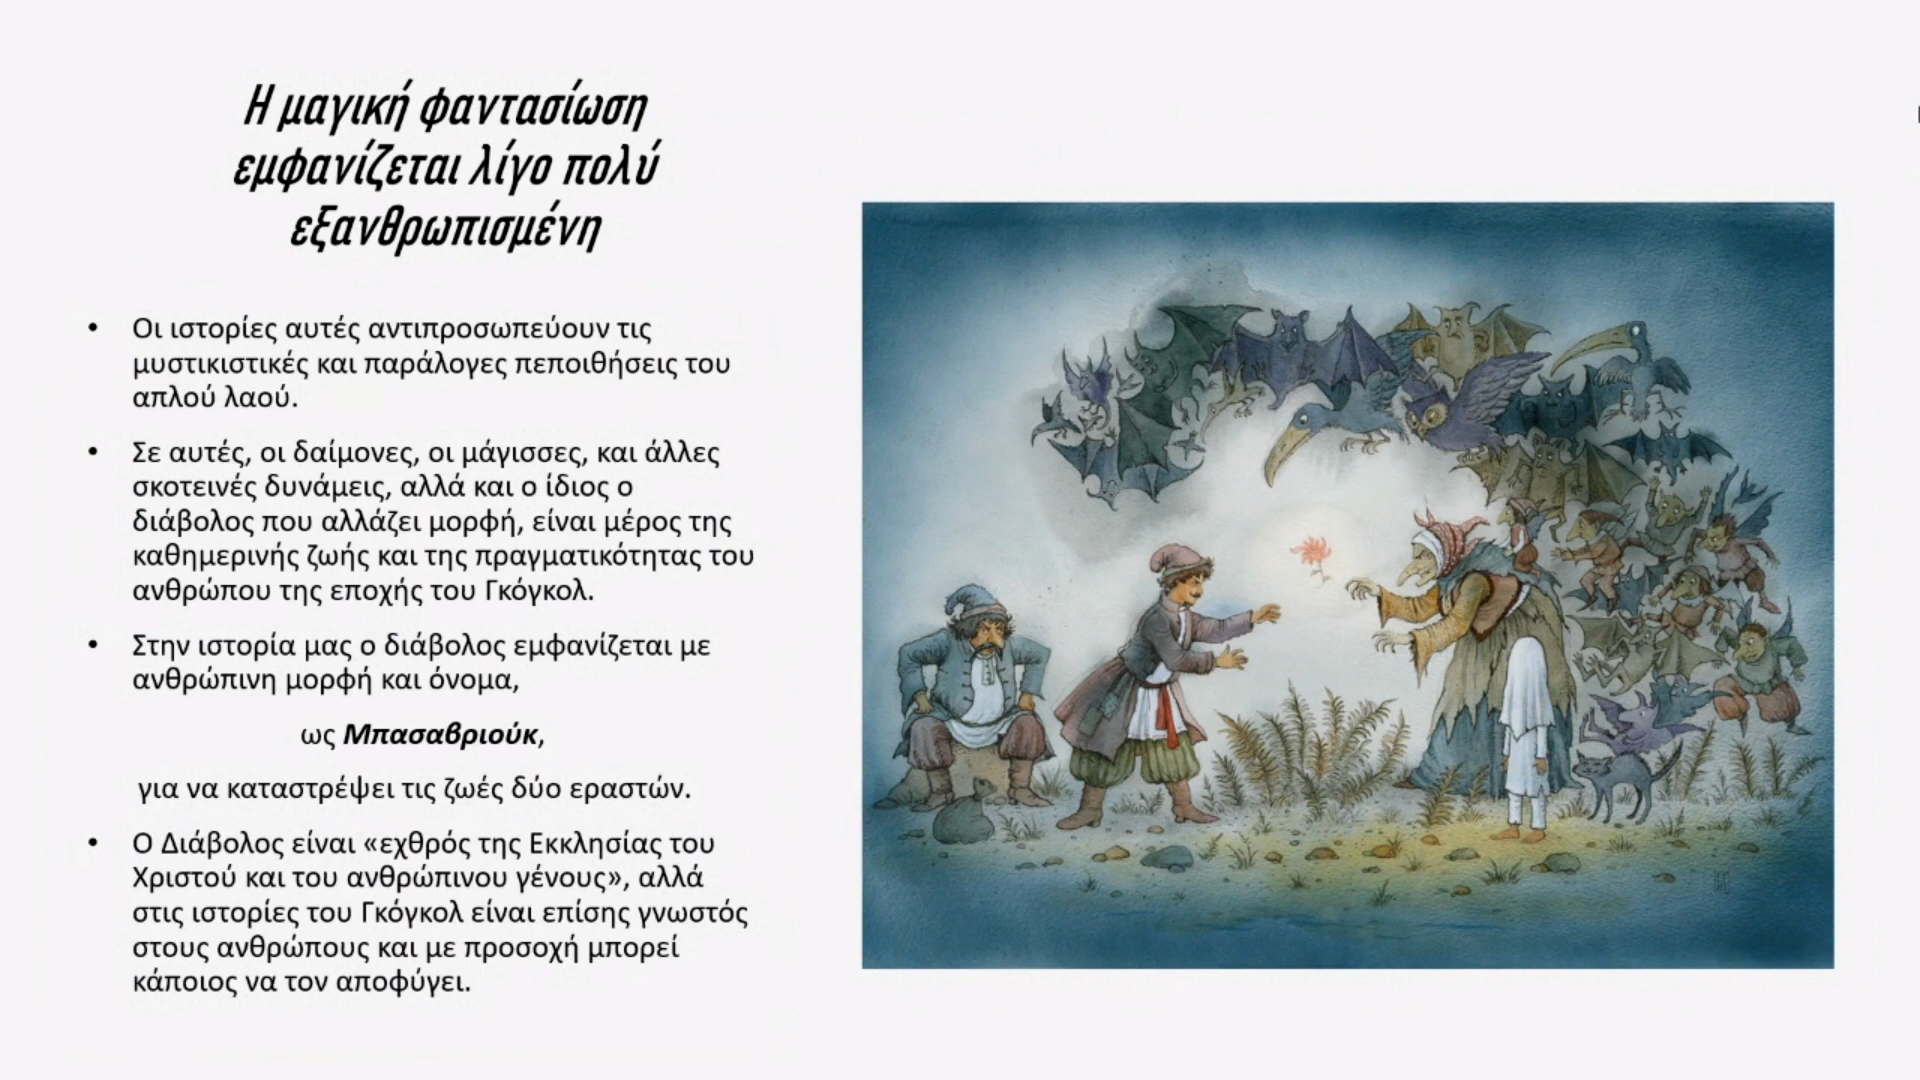 Η μαγική φαντασίωση
εμφανίζεται λίγο πολύ
εξανθρωπισμένη
• Οι ιστορίες αυτές αντιπροσωπεύουν τις
μυστικιστικές και παράλογες πεποιθήσεις του
απλού λαού.
• Σε αυτές, οι δαίμονες, οι μάγισσες, και άλλες
σκοτεινές δυνάμεις, αλλά και ο ίδιος ο
διάβολος που αλλάζει μορφή, είναι μέρος της
καθημερινής ζωής και της πραγματικότητας του
ανθρώπου της εποχής του Γκόγκολ.
• Στην ιστορία μας ο διάβολος εμφανίζεται με
ανθρώπινη μορφή και όνομα,
ως Μπασαβριούκ,
για να καταστρέψει τις ζωές δύο εραστών.
• Ο Διάβολος είναι «εχθρός της Εκκλησίας του
Χριστού και του ανθρώπινου γένους», αλλά
στις ιστορίες του Γκόγκολ είναι επίσης γνωστός
στους ανθρώπους και με προσοχή μπορεί
κάποιος να τον αποφύγει.